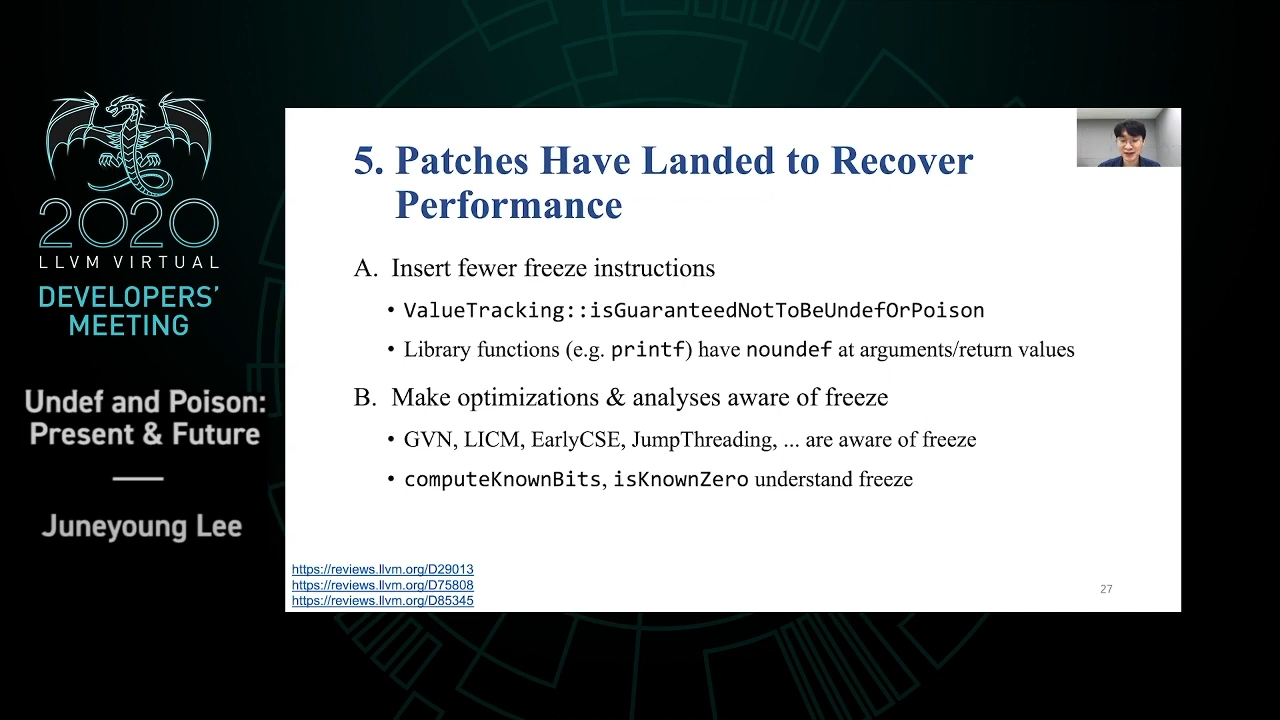 2020
LLVM VIRTUAL
DEVELOPERS'
MEETING
Undef and Poison:
Present & Future
Juneyoung Lee
5. Patches Have Landed to Recover
Performance
A. Insert fewer freeze instructions
• ValueTracking::isGuaranteedNotToBeUndefOrPoison
• Library functions (e.g. printf) have noundef at arguments/return values
B. Make optimizations & analyses aware of freeze
• GVN, LICM, EarlyCSE, JumpThreading, ... are aware of freeze
• computeKnownBits, isKnownZero understand freeze
https://reviews.llvm.org/D29013
https://reviews.llvm.org/D75808
https://reviews.llvm.org/D85345
27